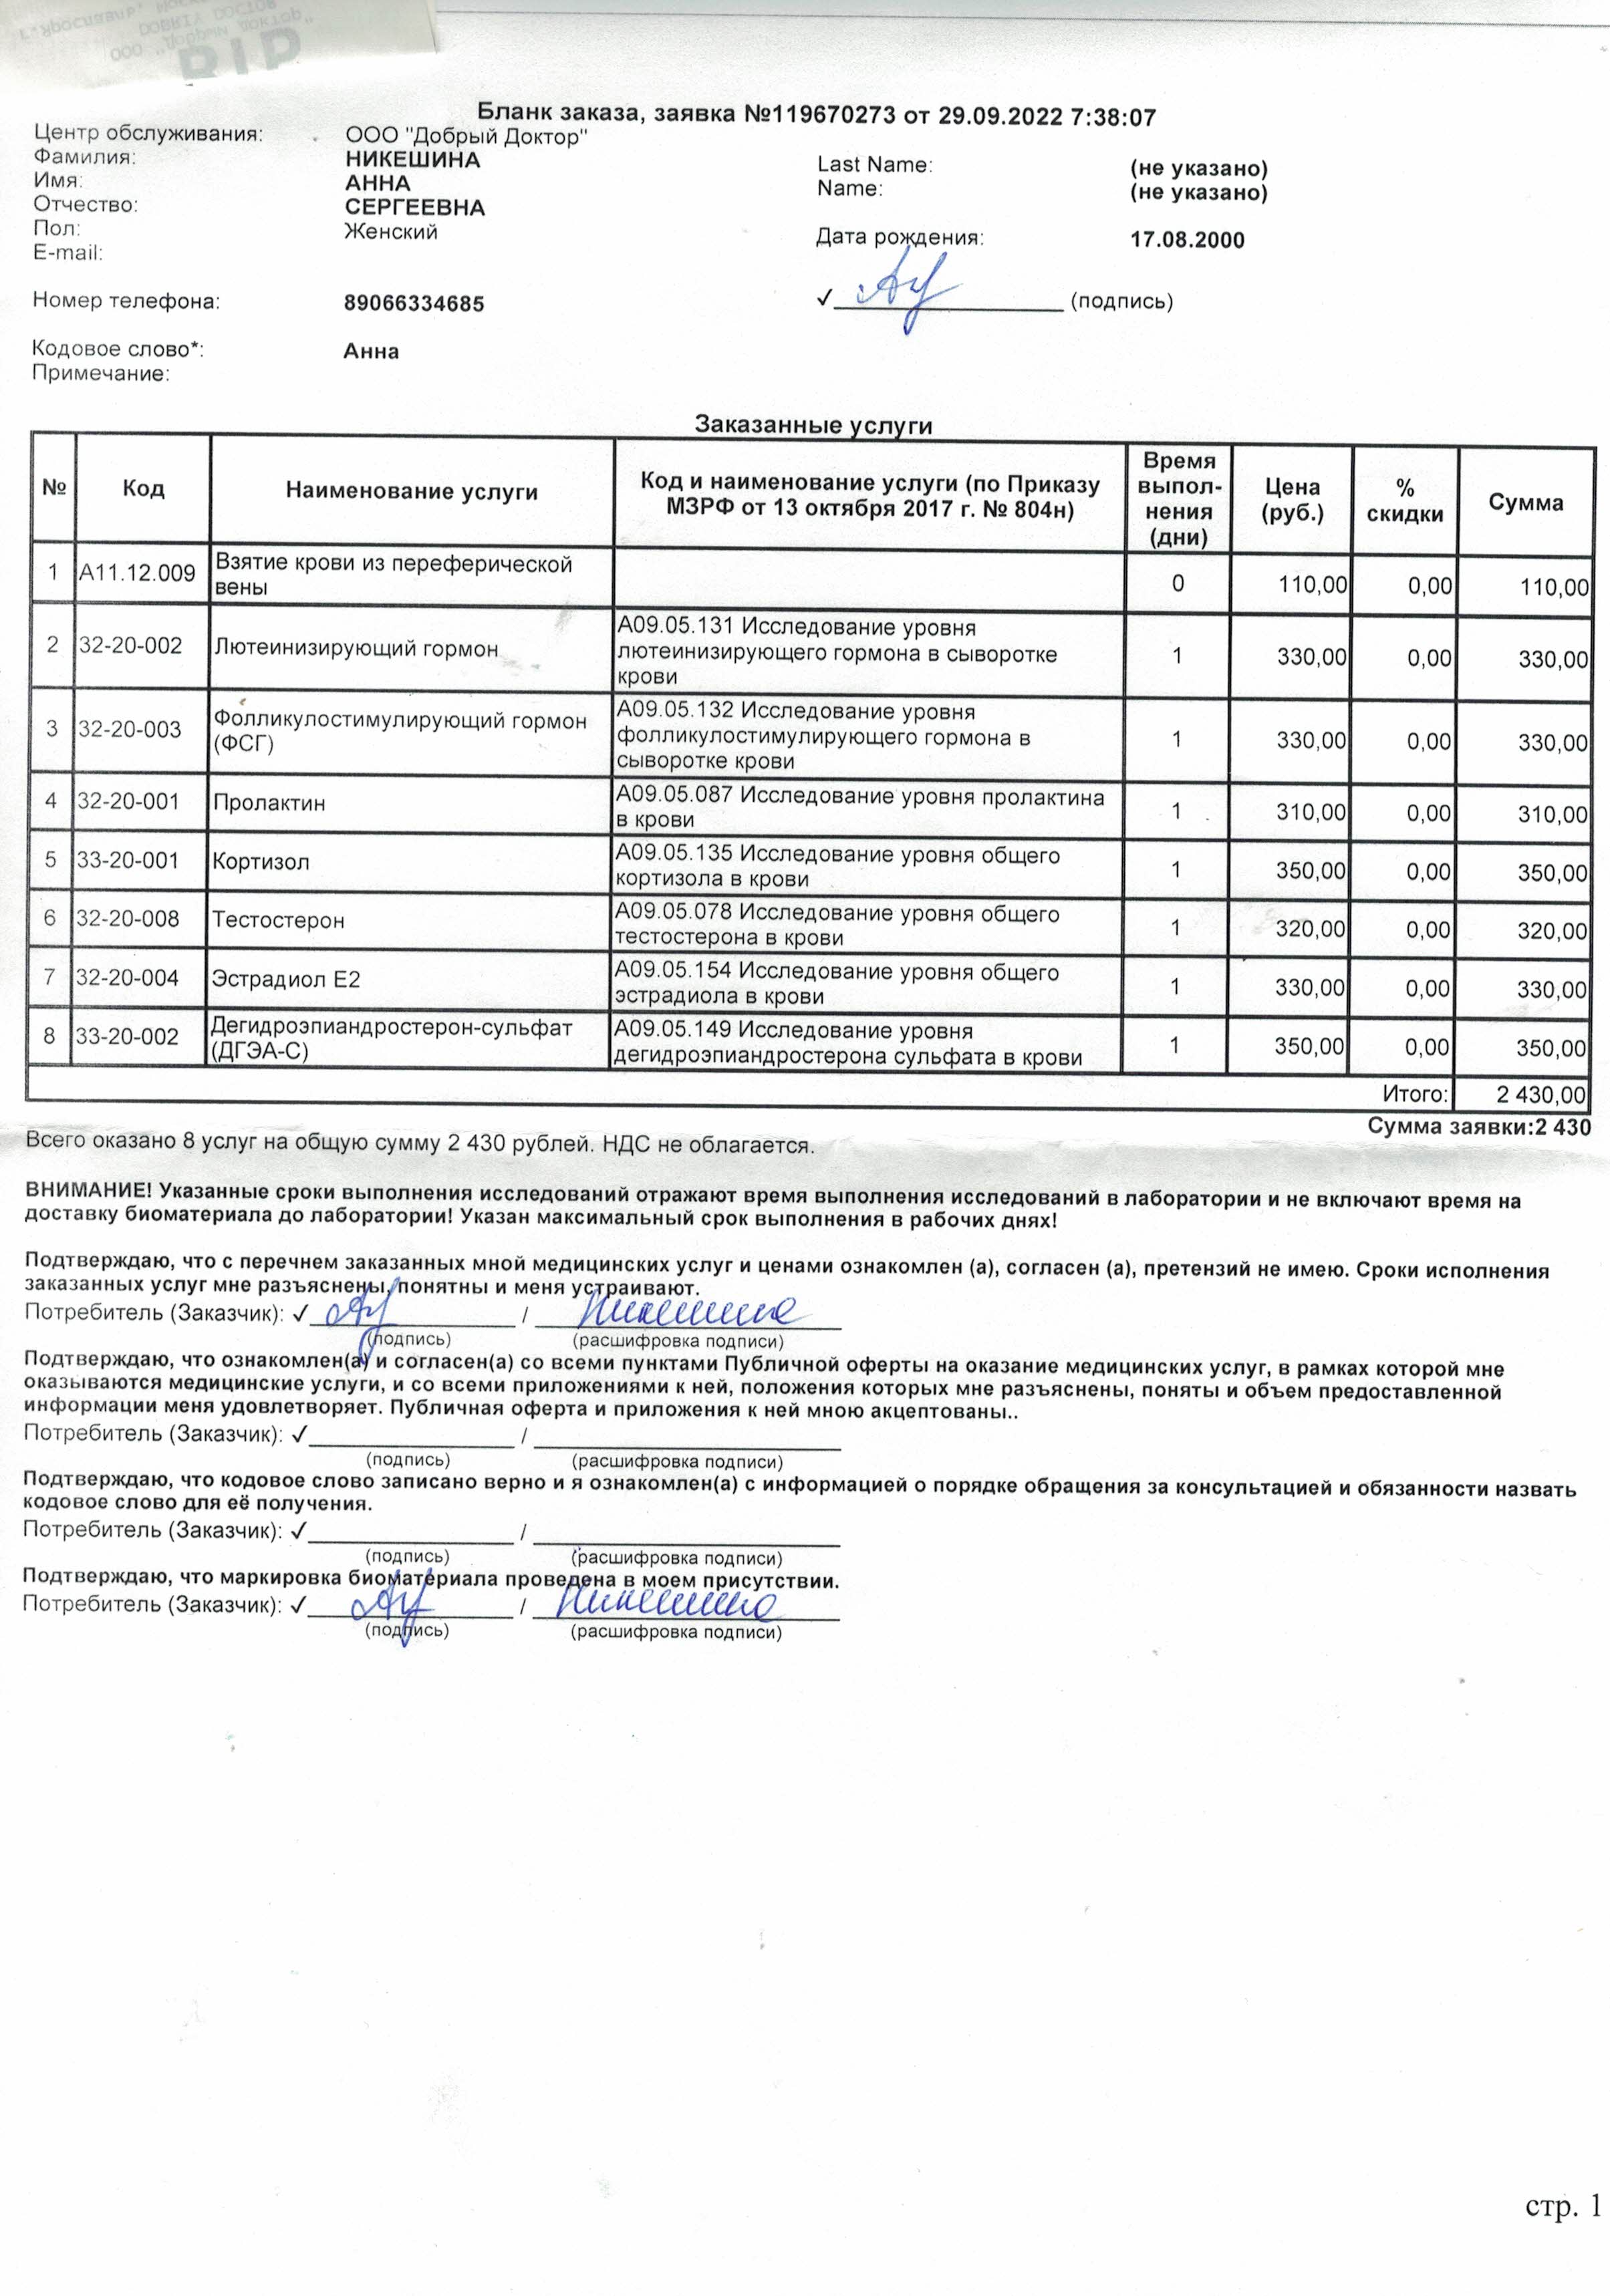 ООО "Добрый Доктор"
DOBRIY DOCTOR
Бланк заказа, заявка №119670273 от 29.09.2022 7:38:07
Центр обслуживания: ООО "Добрый Доктор"
Фамилия: НИКЕШИНА Last Name: (не указано)
Имя: АННА Name: (не указано)
Отчество: СЕРГЕЕВНА
Пол: Женский Дата рождения: 17.08.2000
E-mail:
Номер телефона: 89066334685 ✓ (подпись)
Кодовое слово*: Анна
Примечание:
Заказанные услуги
№ Код Наименование услуги Код и наименование услуги (по Приказу МЗРФ от 13 октября 2017 г. № 804н) Время выпол-нения (дни) Цена (руб.) % скидки Сумма
1 А11.12.009 Взятие крови из переферической вены 0 110,00 0,00 110,00
2 32-20-002 Лютеинизирующий гормон А09.05.131 Исследование уровня лютеинизирующего гормона в сыворотке крови 1 330,00 0,00 330,00
3 32-20-003 Фолликулостимулирующий гормон (ФСГ) А09.05.132 Исследование уровня фолликулостимулирующего гормона в сыворотке крови 1 330,00 0,00 330,00
4 32-20-001 Пролактин А09.05.087 Исследование уровня пролактина в крови 1 310,00 0,00 310,00
5 33-20-001 Кортизол А09.05.135 Исследование уровня общего кортизола в крови 1 350,00 0,00 350,00
6 32-20-008 Тестостерон А09.05.078 Исследование уровня общего тестостерона в крови 1 320,00 0,00 320,00
7 32-20-004 Эстрадиол Е2 А09.05.154 Исследование уровня общего эстрадиола в крови 1 330,00 0,00 330,00
8 33-20-002 Дегидроэпиандростерон-сульфат (ДГЭА-С) А09.05.149 Исследование уровня дегидроэпиандростерона сульфата в крови 1 350,00 0,00 350,00
Итого: 2 430,00
Сумма заявки:2 430
Всего оказано 8 услуг на общую сумму 2 430 рублей. НДС не облагается.
ВНИМАНИЕ! Указанные сроки выполнения исследований отражают время выполнения исследований в лаборатории и не включают время на
доставку биоматериала до лаборатории! Указан максимальный срок выполнения в рабочих днях!
Подтверждаю, что с перечнем заказанных мной медицинских услуг и ценами ознакомлен (а), согласен (а), претензий не имею. Сроки исполнения
заказанных услуг мне разъяснены, понятны и меня устраивают.
Потребитель (Заказчик): ✓ / Никешина
(подпись) (расшифровка подписи)
Подтверждаю, что ознакомлен(а) и согласен(а) со всеми пунктами Публичной оферты на оказание медицинских услуг, в рамках которой мне
оказываются медицинские услуги, и со всеми приложениями к ней, положения которых мне разъяснены, поняты и объем предоставленной
информации меня удовлетворяет. Публичная оферта и приложения к ней мною акцептованы..
Потребитель (Заказчик): ✓ /
(подпись) (расшифровка подписи)
Подтверждаю, что кодовое слово записано верно и я ознакомлен(а) с информацией о порядке обращения за консультацией и обязанности назвать
кодовое слово для её получения.
Потребитель (Заказчик): ✓ /
(подпись) (расшифровка подписи)
Подтверждаю, что маркировка биоматериала проведена в моем присутствии.
Потребитель (Заказчик): ✓ / Никешина
(подпись) (расшифровка подписи)
стр. 1